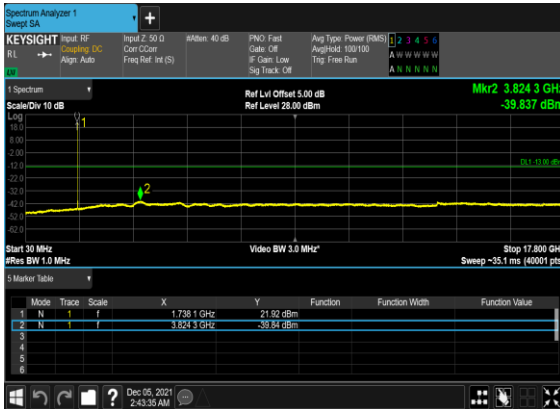 Spectrum Analyzer 1
Swept SA
+
KEYSIGHT Input: RF Input Z: 50 Ω #Atten: 40 dB PNO: Fast Avg Type: Power (RMS) 1 2 3 4 5 6
RL Coupling: DC Corr CCorr Gate: Off Avg|Hold: 100/100 A W W W W W
Align: Auto Freq Ref: Int (S) IF Gain: Low Trig: Free Run
Sig Track: Off A N N N N N
1 Spectrum
Ref Lvl Offset 5.00 dB Mkr2 3.824 3 GHz
Scale/Div 10 dB Ref Level 28.00 dBm -39.837 dBm
Log
18.0
8.00
-2.00
-12.0
-22.0
-32.0
-42.0
-52.0
-62.0
1
DL1 -13.00 dBm
2
Start 30 MHz Video BW 3.0 MHz* Stop 17.800 GHz
#Res BW 1.0 MHz Sweep ~35.1 ms (40001 pts)
5 Marker Table
Mode Trace Scale X Y Function Function Width Function Value
1 N 1 f 1.738 1 GHz 21.92 dBm
2 N 1 f 3.824 3 GHz -39.84 dBm
3
4
5
6
? Dec 05, 2021
2:43:35 AM